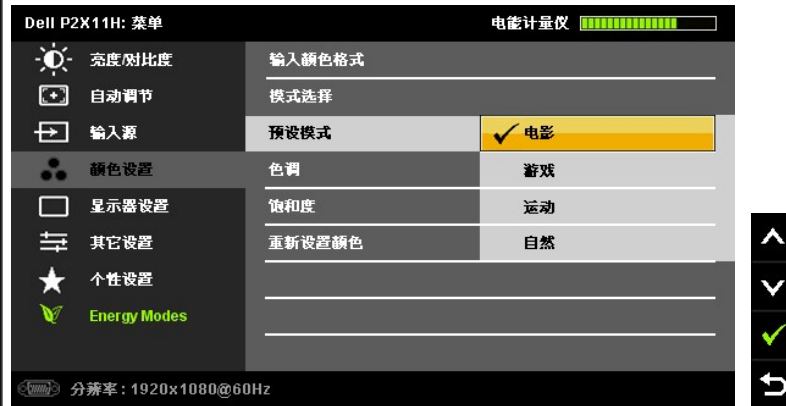 Dell P2X11H: 菜单
电能计量仪
亮度/对比度
自动调节
输入源
颜色设置
显示器设置
其它设置
个性设置
Energy Modes
输入颜色格式
模式选择
预设模式
色调
饱和度
重新设置颜色
电影
游戏
运动
自然
分辨率: 1920x1080@60Hz